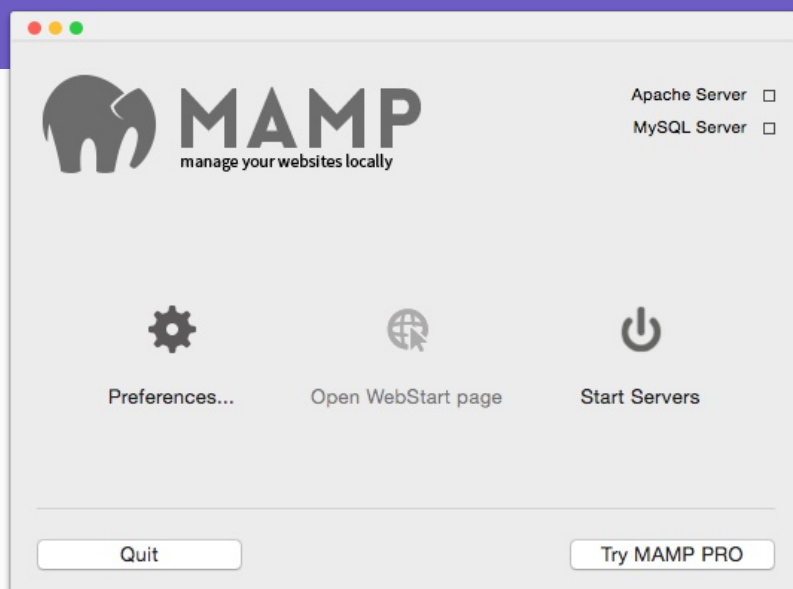 MAMP
manage your websites locally
Apache Server
MySQL Server
Preferences...
Open WebStart page
Start Servers
Quit
Try MAMP PRO